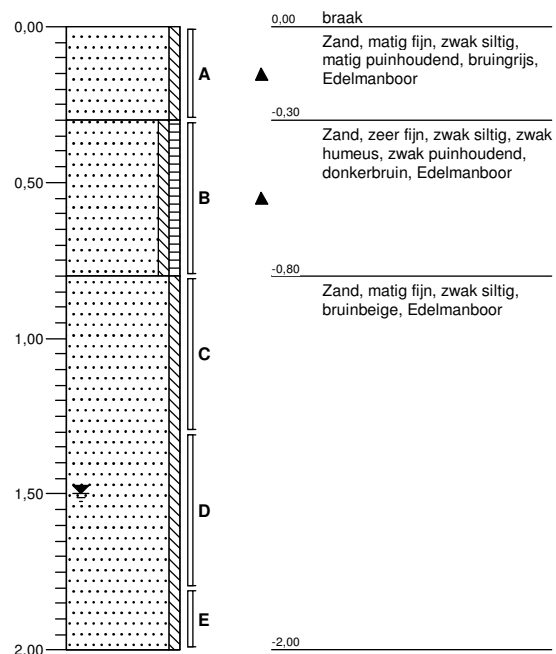 0,00
0,50
1,00
1,50
2,00
A
B
C
D
E
0,00 braak
Zand, matig fijn, zwak siltig,
matig puinhoudend, bruingrijs,
Edelmanboor
-0,30
Zand, zeer fijn, zwak siltig, zwak
humeus, zwak puinhoudend,
donkerbruin, Edelmanboor
-0,80
Zand, matig fijn, zwak siltig,
bruinbeige, Edelmanboor
-2,00